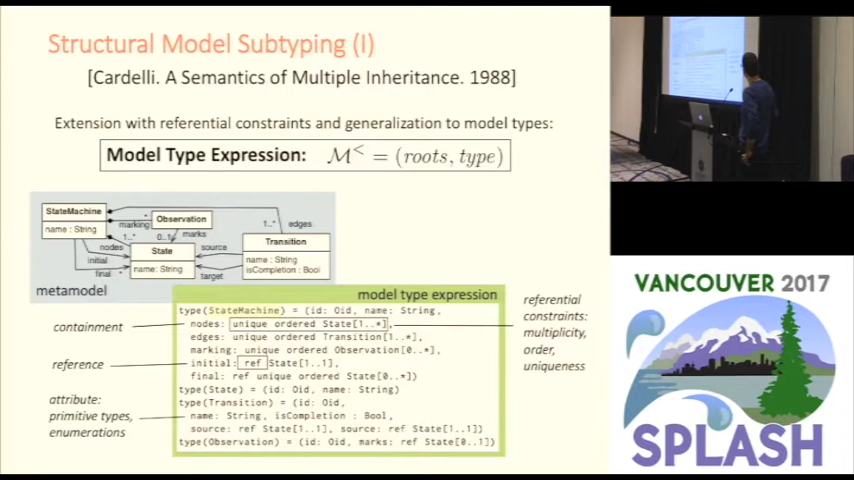 Structural Model Subtyping (I)
[Cardelli. A Semantics of Multiple Inheritance. 1988]
Extension with referential constraints and generalization to model types:
Model Type Expression: M< = (roots, type)
StateMachine
name : String
marking
*
Observation
1..*
nodes
0..1
marks
initial
final
*
State
name: String
source
target
1..*
edges
Transition
name : String
isCompletion : Bool
metamodel
model type expression
type(StateMachine) = (id: Oid, name: String,
nodes: unique ordered State[1..*],
edges: unique ordered Transition[1..*],
marking: unique ordered Observation[0..*],
initial: ref State[1..1],
final: ref unique ordered State[0..*])
type(State) = (id: Oid, name: String)
type(Transition) = (id: Oid,
name: String, isCompletion : Bool,
source: ref State[1..1], source: ref State[1..1])
type(Observation) = (id: Oid, marks: ref State[0..1])
containment
reference
attribute:
primitive types,
enumerations
referential
constraints:
multiplicity,
order,
uniqueness
VANCOUVER 2017
SPLASH